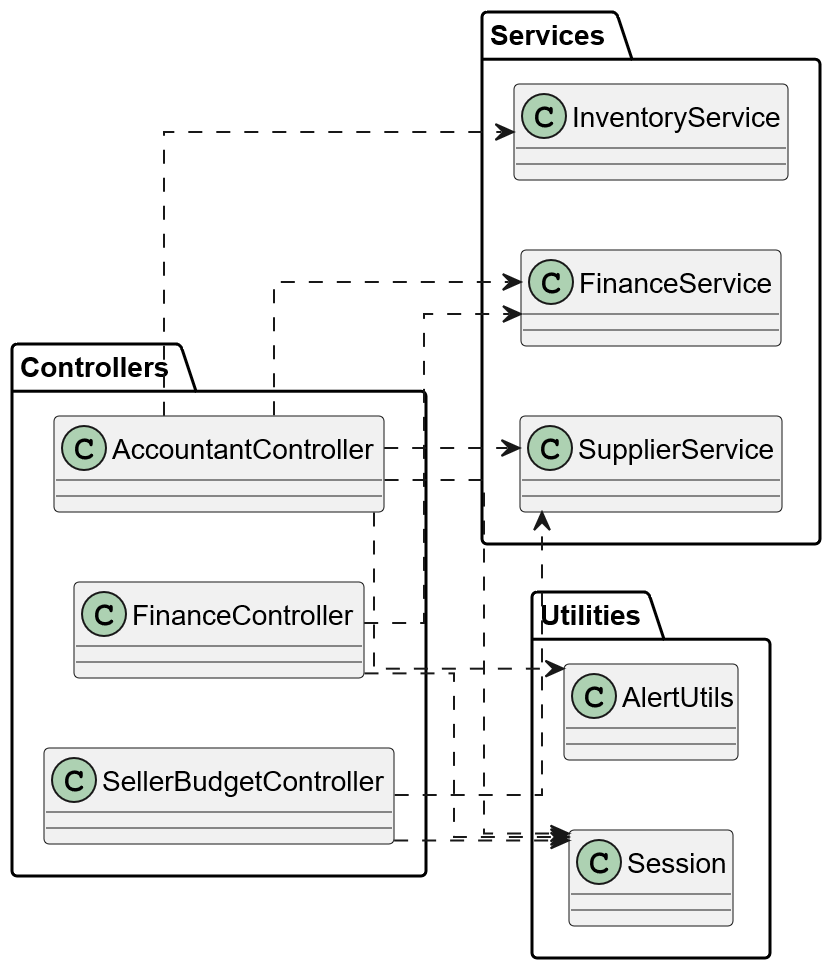 Services
C InventoryService
C FinanceService
Controllers
C AccountantController
C SupplierService
C FinanceController
Utilities
C AlertUtils
C SellerBudgetController
C Session